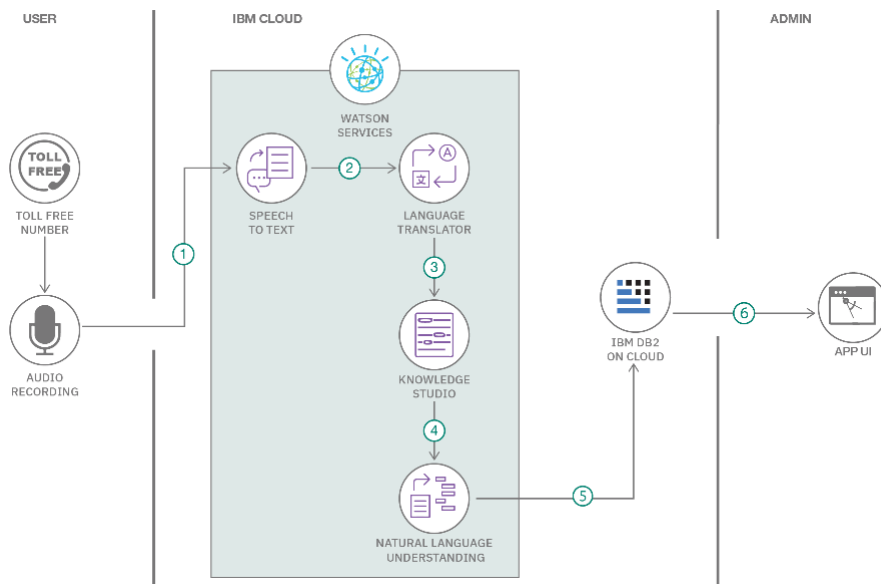 USER
IBM CLOUD
ADMIN
WATSON
SERVICES
TOLL
FREE
TOLL FREE
NUMBER
SPEECH
TO TEXT
2
A
文
LANGUAGE
TRANSLATOR
1
3
AUDIO
RECORDING
KNOWLEDGE
STUDIO
4
NATURAL LANGUAGE
UNDERSTANDING
5
IBM DB2
ON CLOUD
6
APP UI